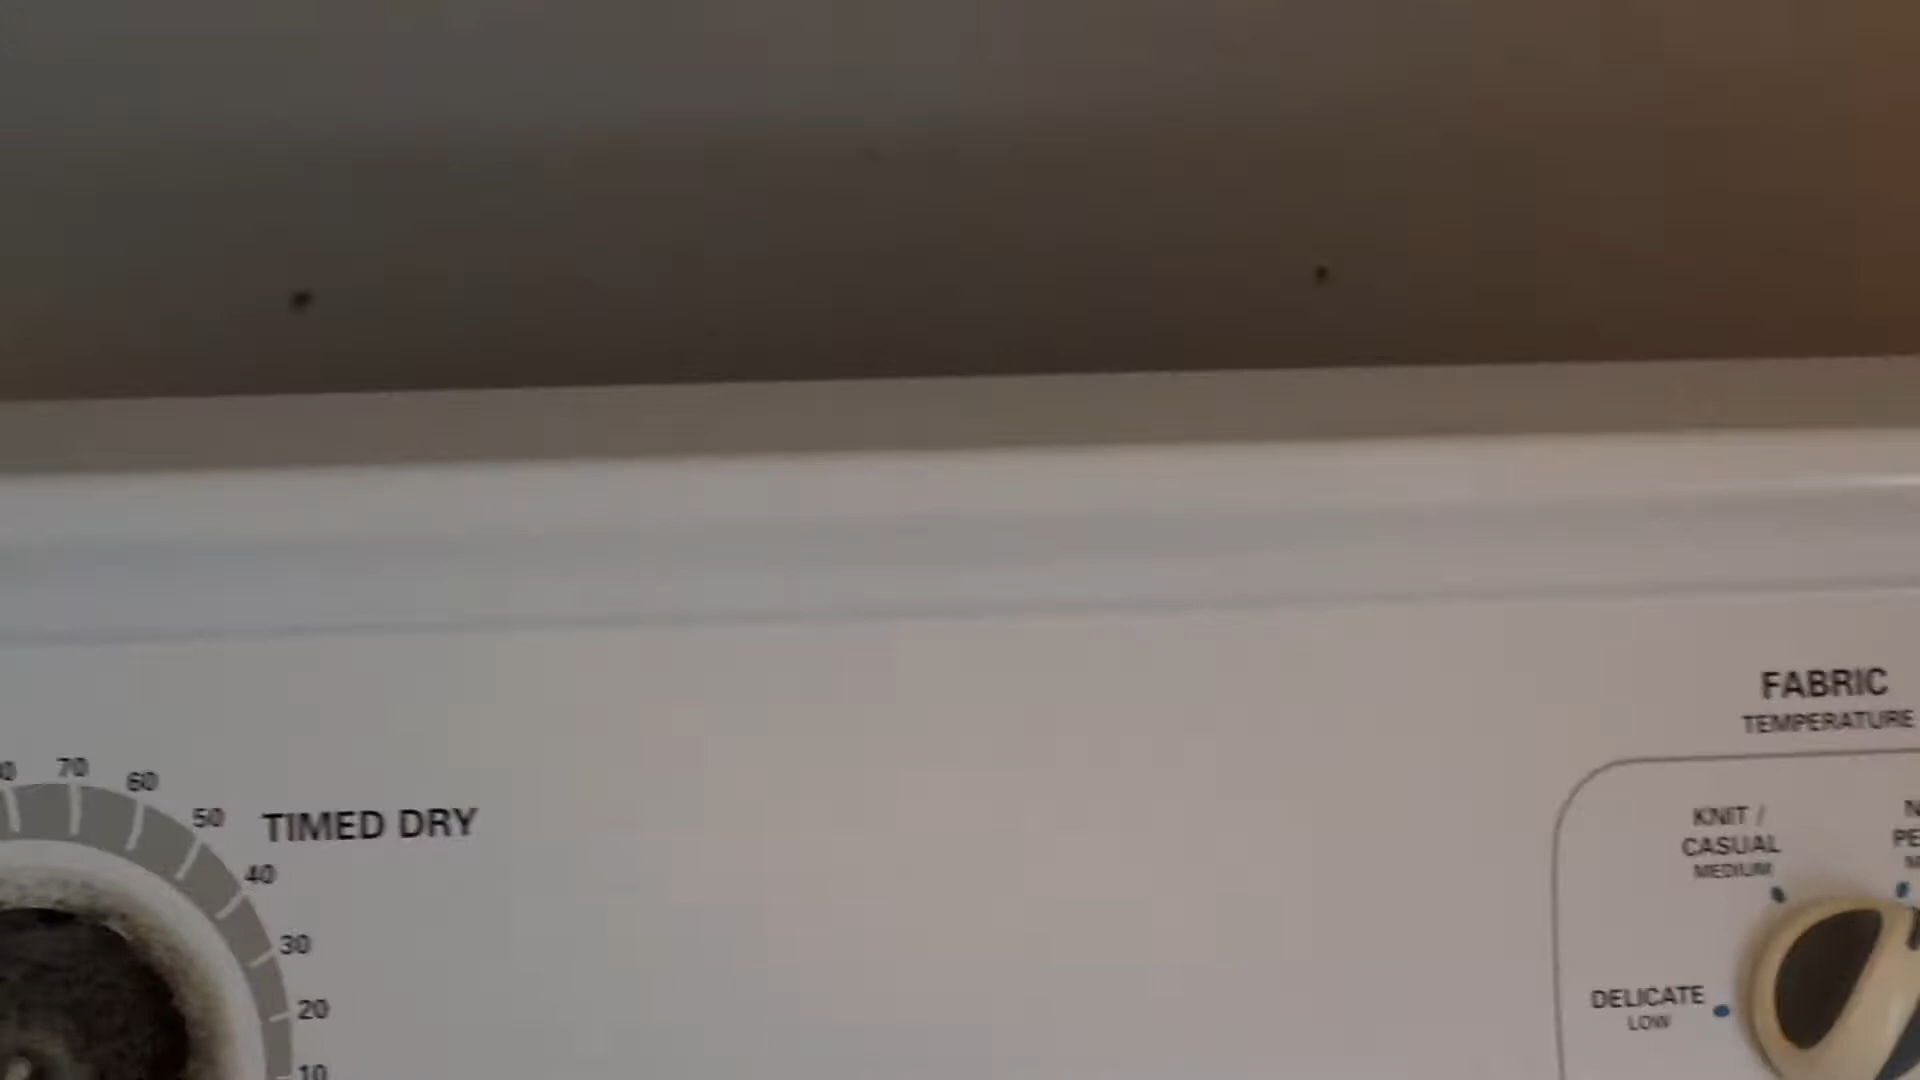 FABRIC
TEMPERATURE
70
60
50
TIMED DRY
40
30
20
10
KNIT /
CASUAL
MEDIUM
DELICATE
LOW